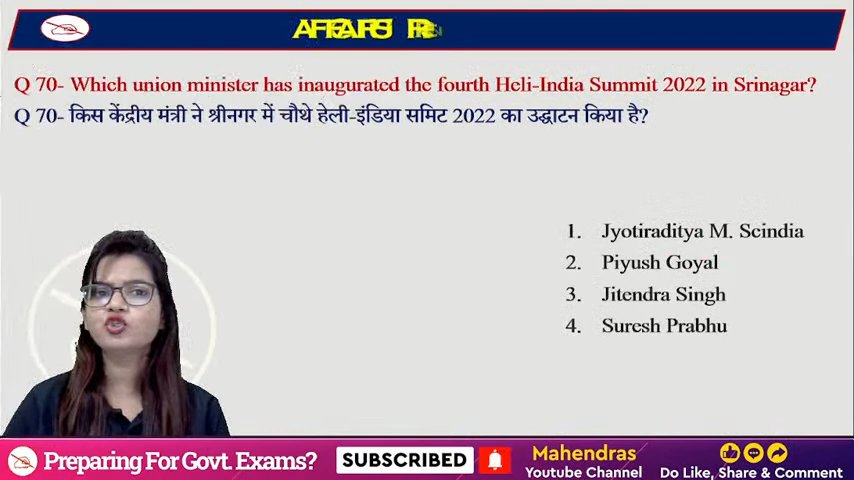 Q 70- Which union minister has inaugurated the fourth Heli-India Summit 2022 in Srinagar?
Q 70- किस केंद्रीय मंत्री ने श्रीनगर में चौथे हेली-इंडिया समिट 2022 का उद्घाटन किया है?
1. Jyotiraditya M. Scindia
2. Piyush Goyal
3. Jitendra Singh
4. Suresh Prabhu
Preparing For Govt. Exams?
SUBSCRIBED
Mahendras
Youtube Channel
Do Like, Share & Comment